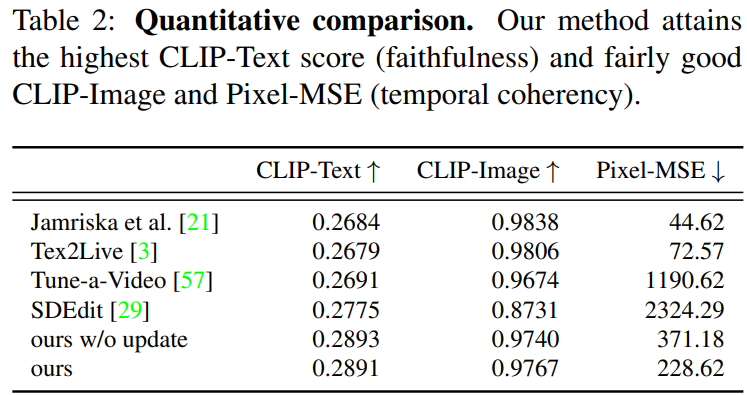 Table 2: Quantitative comparison. Our method attains
the highest CLIP-Text score (faithfulness) and fairly good
CLIP-Image and Pixel-MSE (temporal coherency).
CLIP-Text ↑ CLIP-Image ↑ Pixel-MSE ↓
Jamriska et al. [21] 0.2684 0.9838 44.62
Tex2Live [3] 0.2679 0.9806 72.57
Tune-a-Video [57] 0.2691 0.9674 1190.62
SDEdit [29] 0.2775 0.8731 2324.29
ours w/o update 0.2893 0.9740 371.18
ours 0.2891 0.9767 228.62